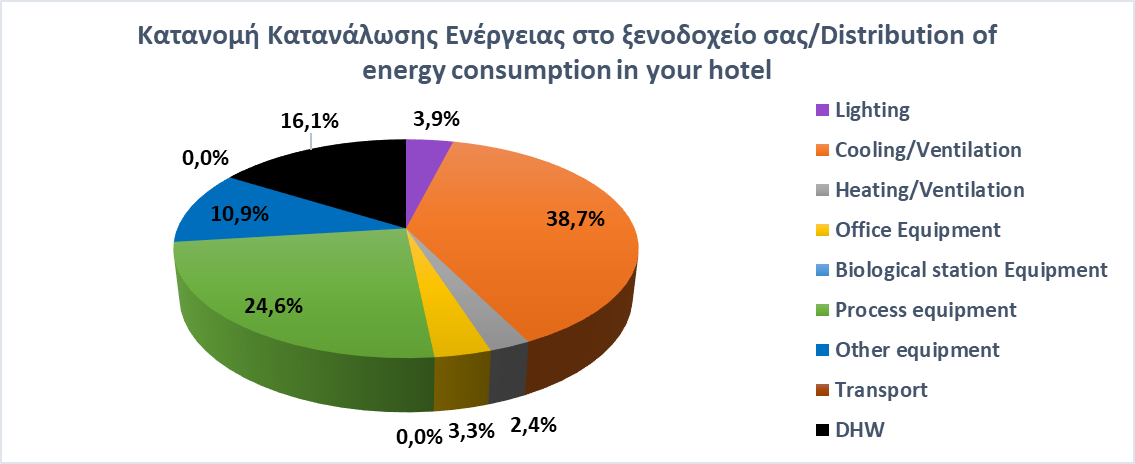 Κατανομή Κατανάλωσης Ενέργειας στο ξενοδοχείο σας/Distribution of
energy consumption in your hotel
16,1%
3,9%
0,0%
10,9%
38,7%
24,6%
0,0%
3,3%
2,4%
Lighting
Cooling/Ventilation
Heating/Ventilation
Office Equipment
Biological station Equipment
Process equipment
Other equipment
Transport
DHW